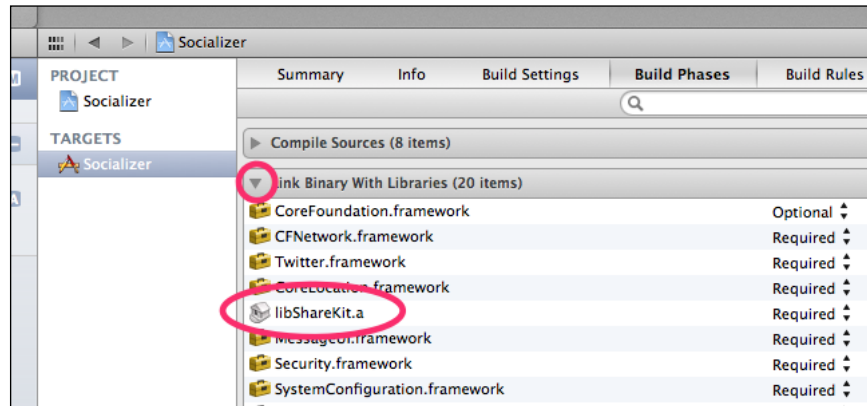 Socializer
PROJECT
Socializer
TARGETS
Socializer
Summary Info Build Settings Build Phases Build Rules
Compile Sources (8 items)
Link Binary With Libraries (20 items)
CoreFoundation.framework Optional
CFNetwork.framework Required
Twitter.framework Required
CoreLocation.framework Required
libShareKit.a Required
MessageUI.framework Required
Security.framework Required
SystemConfiguration.framework Required